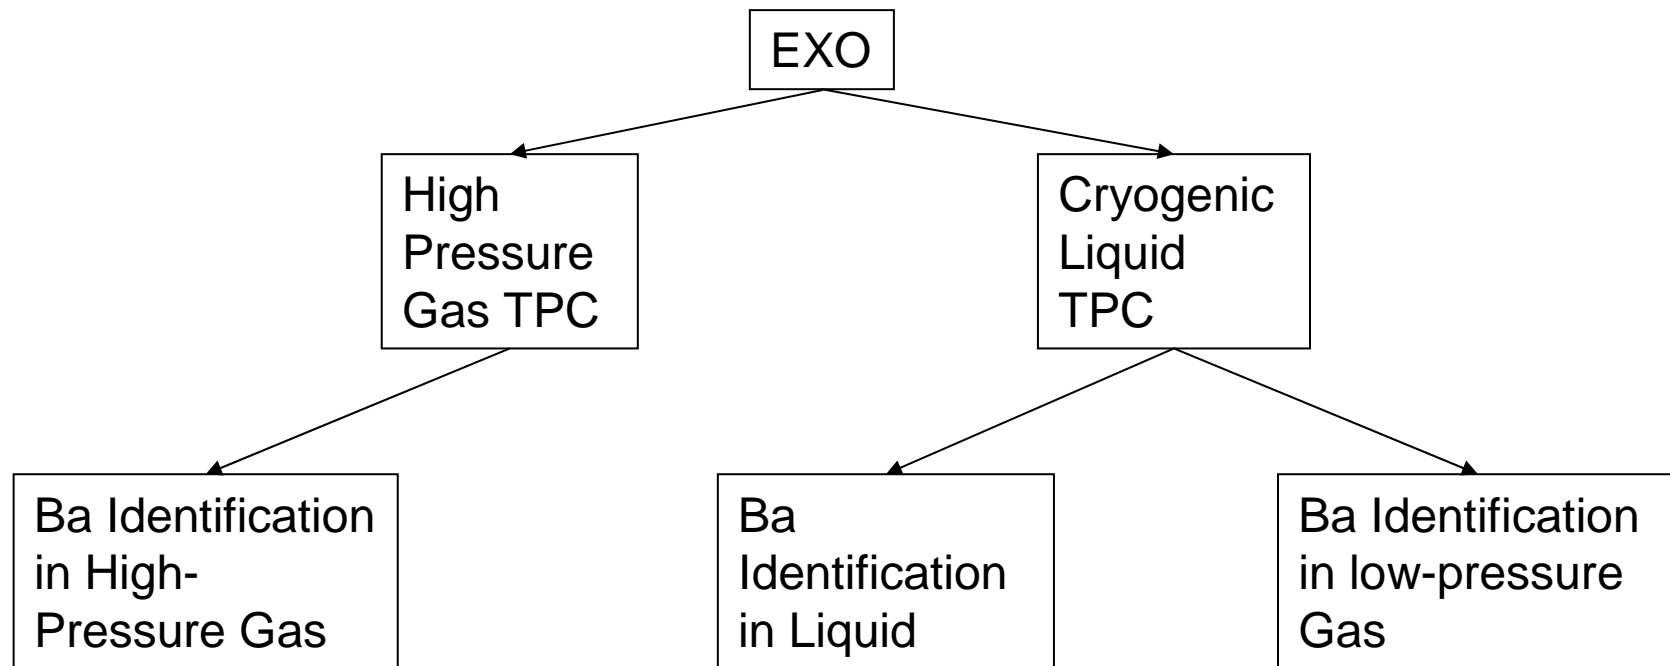 EXO
High
Pressure
Gas TPC
Cryogenic
Liquid
TPC
Ba Identification
in High-
Pressure Gas
Ba
Identification
in Liquid
Ba Identification
in low-pressure
Gas